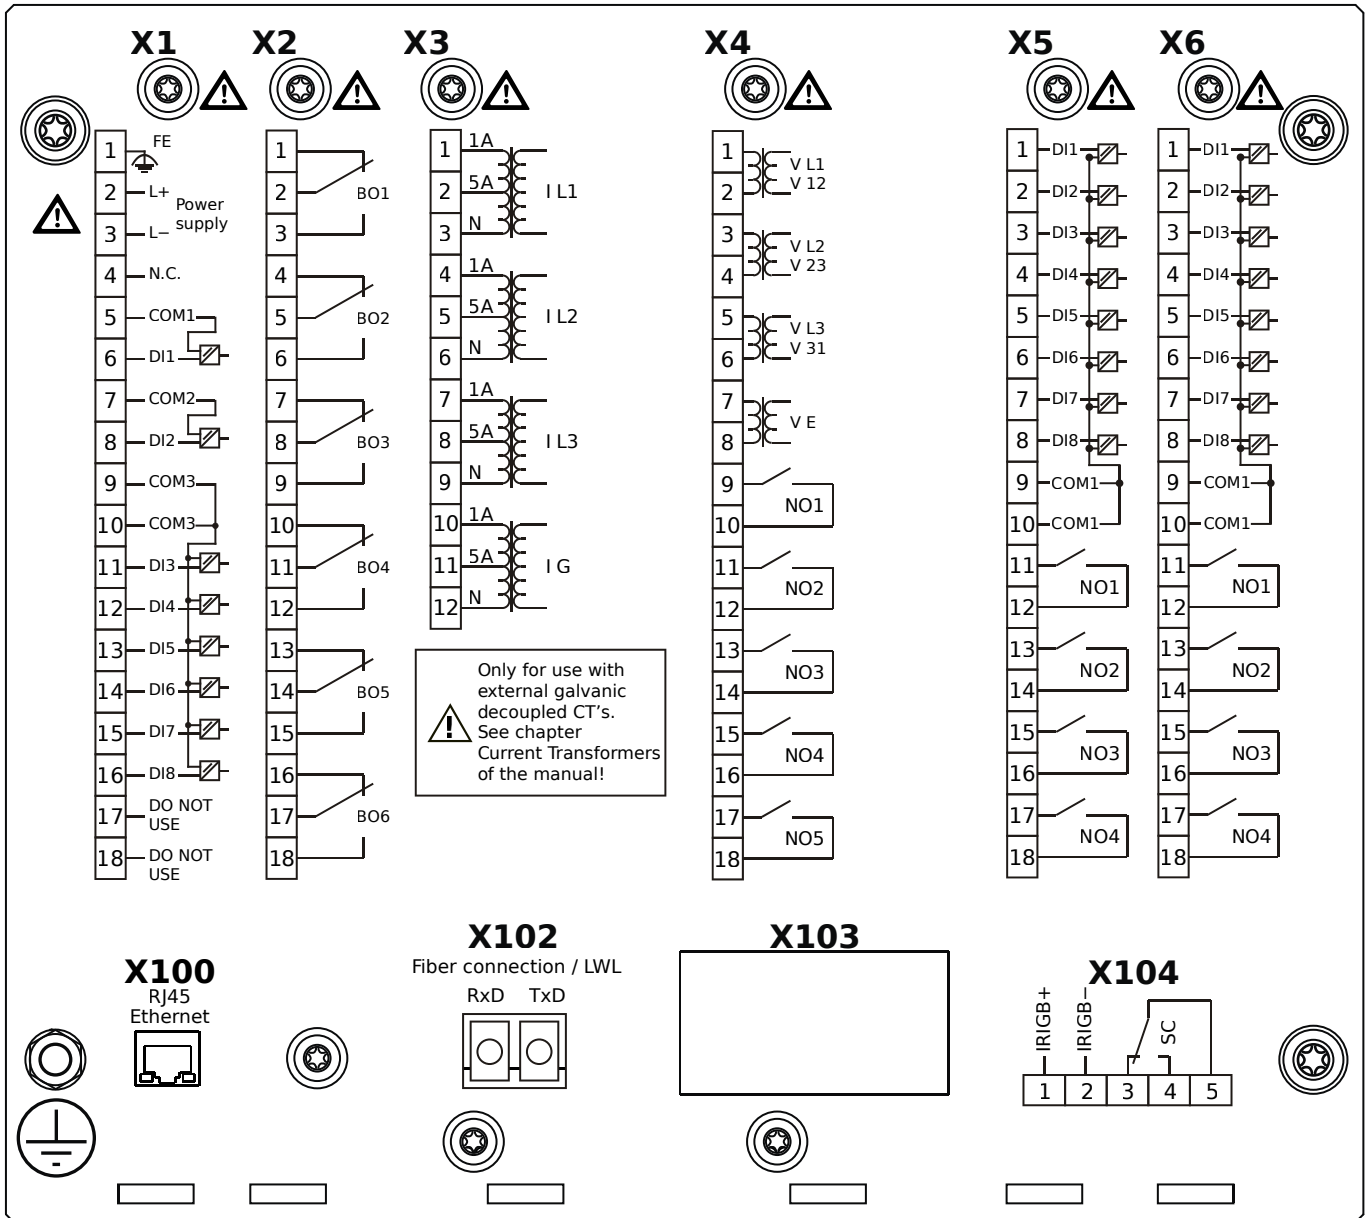 X1
X2
X3
X4
X5
X6
1 FE
2 L+
Power
supply
3 L−
4 N.C.
5 COM1
6 DI1
7 COM2
8 DI2
9 COM3
10 COM3
11 DI3
12 DI4
13 DI5
14 DI6
15 DI7
16 DI8
17 DO NOT
USE
18 DO NOT
USE
1
2 BO1
3
4
5 BO2
6
7
8 BO3
9
10
11 BO4
12
13
14 BO5
15
16
17 BO6
18
1 1A
2 5A I L1
3 N
4 1A
5 5A I L2
6 N
7 1A
8 5A I L3
9 N
10 1A
11 5A I G
12 N
Only for use with
external galvanic
decoupled CT's.
See chapter
Current Transformers
of the manual!
1 V L1
2 V 12
3 V L2
4 V 23
5 V L3
6 V 31
7
V E
8
9
NO1
10
11
NO2
12
13
NO3
14
15
NO4
16
17
NO5
18
1 DI1
2 DI2
3 DI3
4 DI4
5 DI5
6 DI6
7 DI7
8 DI8
9 COM1
10 COM1
11
NO1
12
13
NO2
14
15
NO3
16
17
NO4
18
1 DI1
2 DI2
3 DI3
4 DI4
5 DI5
6 DI6
7 DI7
8 DI8
9 COM1
10 COM1
11
NO1
12
13
NO2
14
15
NO3
16
17
NO4
18
X100
RJ45
Ethernet
X102
Fiber connection / LWL
RxD TxD
X103
X104
IRIGB+
IRIGB−
SC
1 2 3 4 5